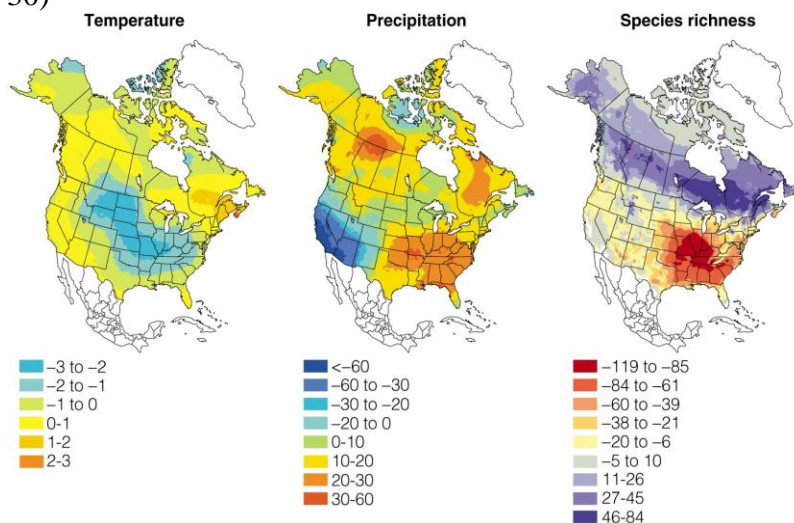 30)
Temperature
Precipitation
Species richness
–3 to –2
–2 to –1
–1 to 0
0-1
1-2
2-3
<–60
–60 to –30
–30 to –20
–20 to 0
0-10
10-20
20-30
30-60
–119 to –85
–84 to –61
–60 to –39
–38 to –21
–20 to –6
–5 to 10
11-26
27-45
46-84